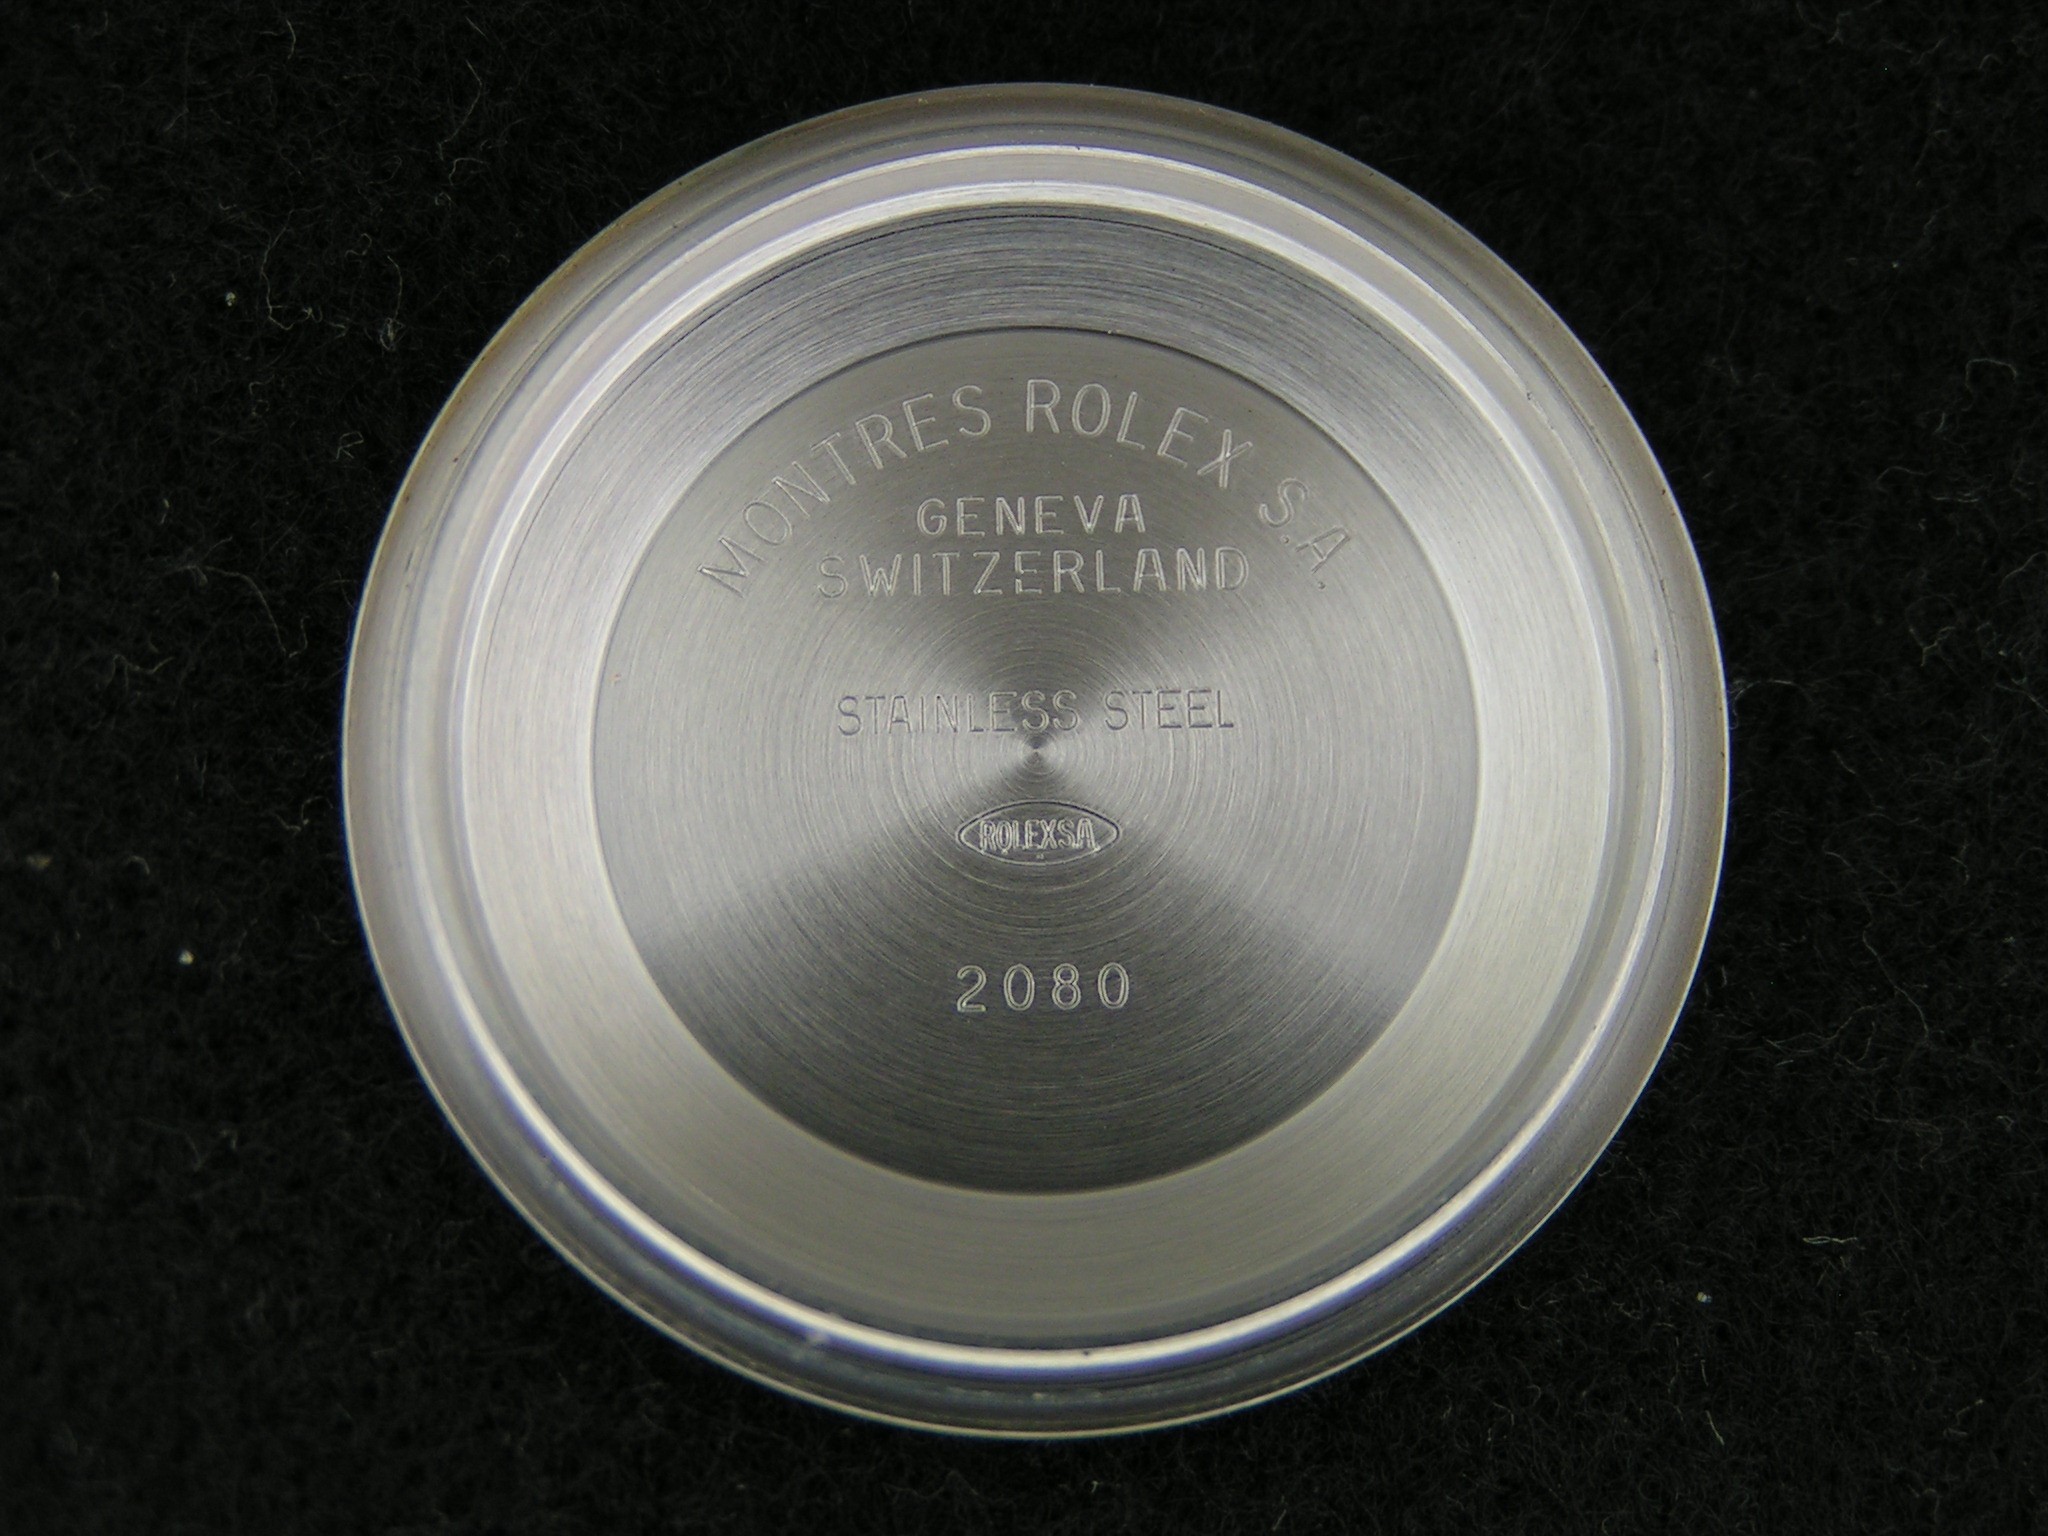 MONTRES ROLEX S.A.
GENEVA
SWITZERLAND
STAINLESS STEEL
ROLEXSA
2080